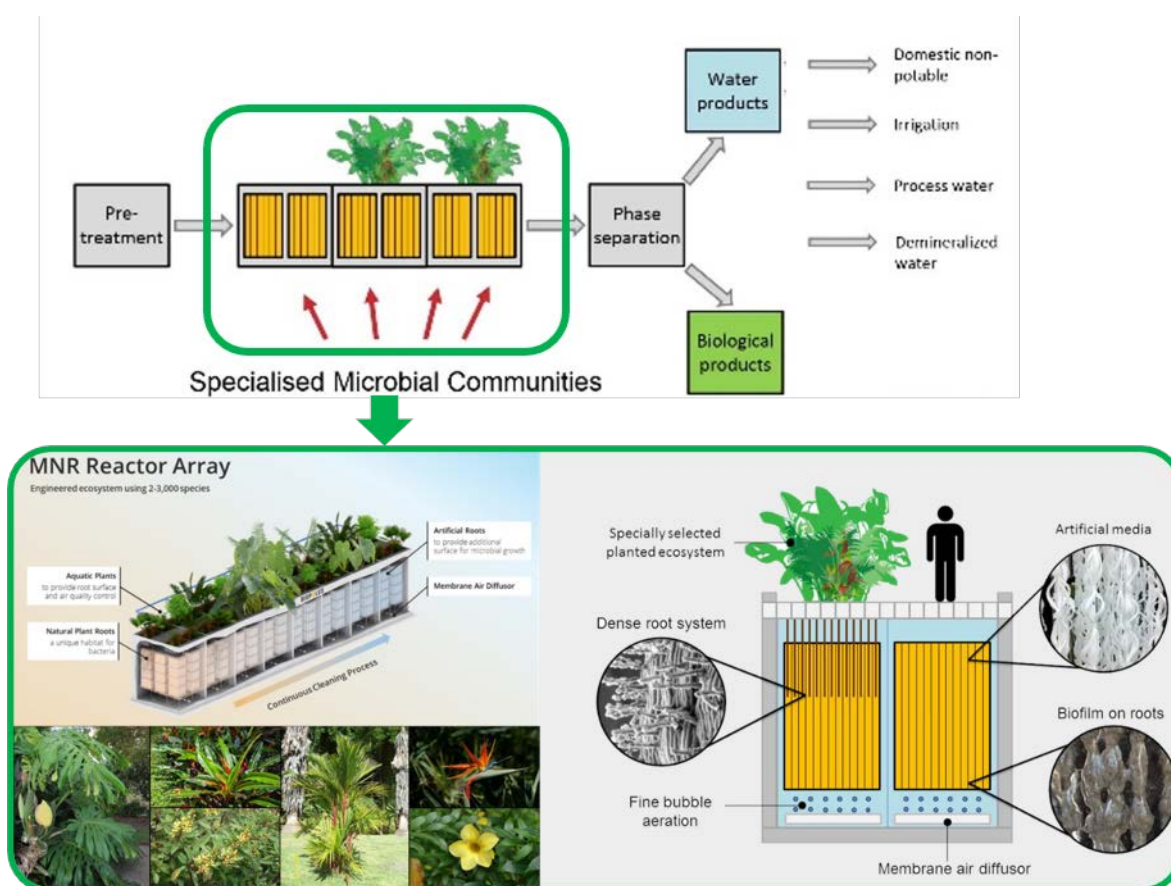 Pre-
treatment
Specialised Microbial Communities
Phase
separation
Water
products
Biological
products
Domestic non-
potable
Irrigation
Process water
Demineralized
water
MNR Reactor Array
Engineered ecosystem using 2-3,000 species
Artificial Roots
to provide additional
surface for microbial growth
Membrane Air Diffusor
Aquatic Plants
to provide root surface
and air quality control
Natural Plant Roots
a unique habitat for
bacteria
Continuous Cleaning Process
Specially selected
planted ecosystem
Artificial media
Dense root system
Biofilm on roots
Fine bubble
aeration
Membrane air diffusor